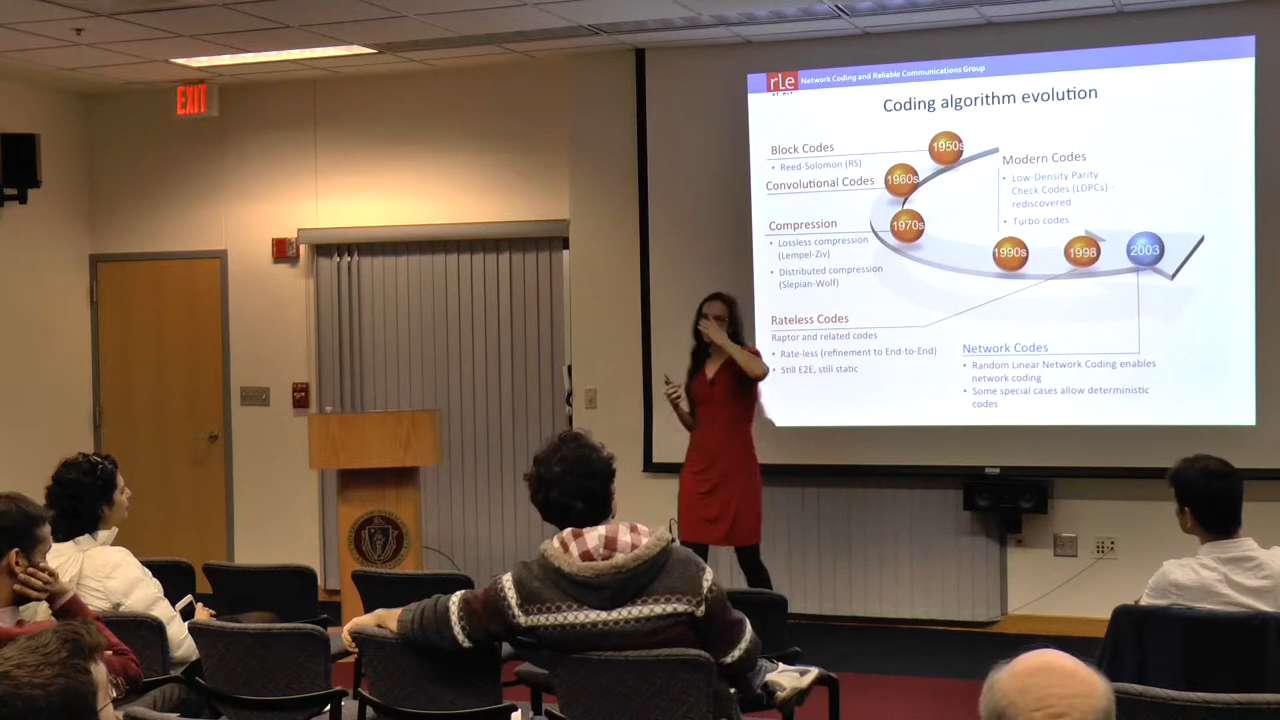 EXIT
rle
AT MIT
Network Coding and Reliable Communications Group
Coding algorithm evolution
Block Codes
• Reed-Solomon (RS)
Convolutional Codes
Compression
• Lossless compression
(Lempel-Ziv)
• Distributed compression
(Slepian-Wolf)
1950s
1960s
1970s
1990s
1998
2003
Modern Codes
• Low-Density Parity
Check Codes (LDPCs) -
rediscovered
• Turbo codes
Rateless Codes
Raptor and related codes
• Rate-less (refinement to End-to-End)
• Still E2E, still static
Network Codes
• Random Linear Network Coding enables
network coding
• Some special cases allow deterministic
codes